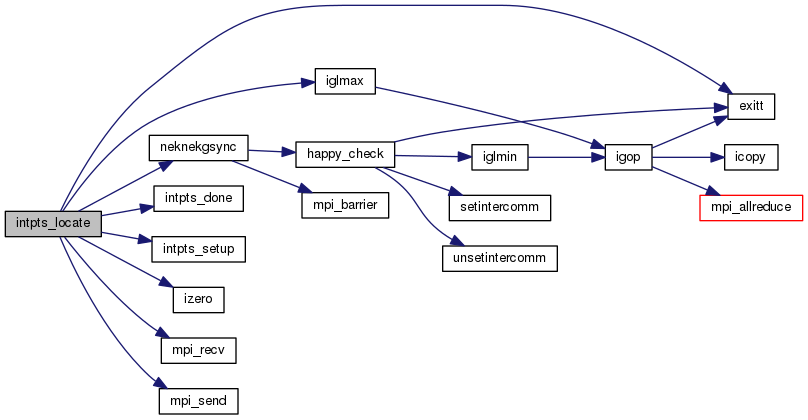 iglmax
exitt
neknekgsync
happy_check
iglmin
igop
icopy
intpts_done
mpi_barrier
setintercomm
mpi_allreduce
intpts_locate
intpts_setup
unsetintercomm
izero
mpi_recv
mpi_send